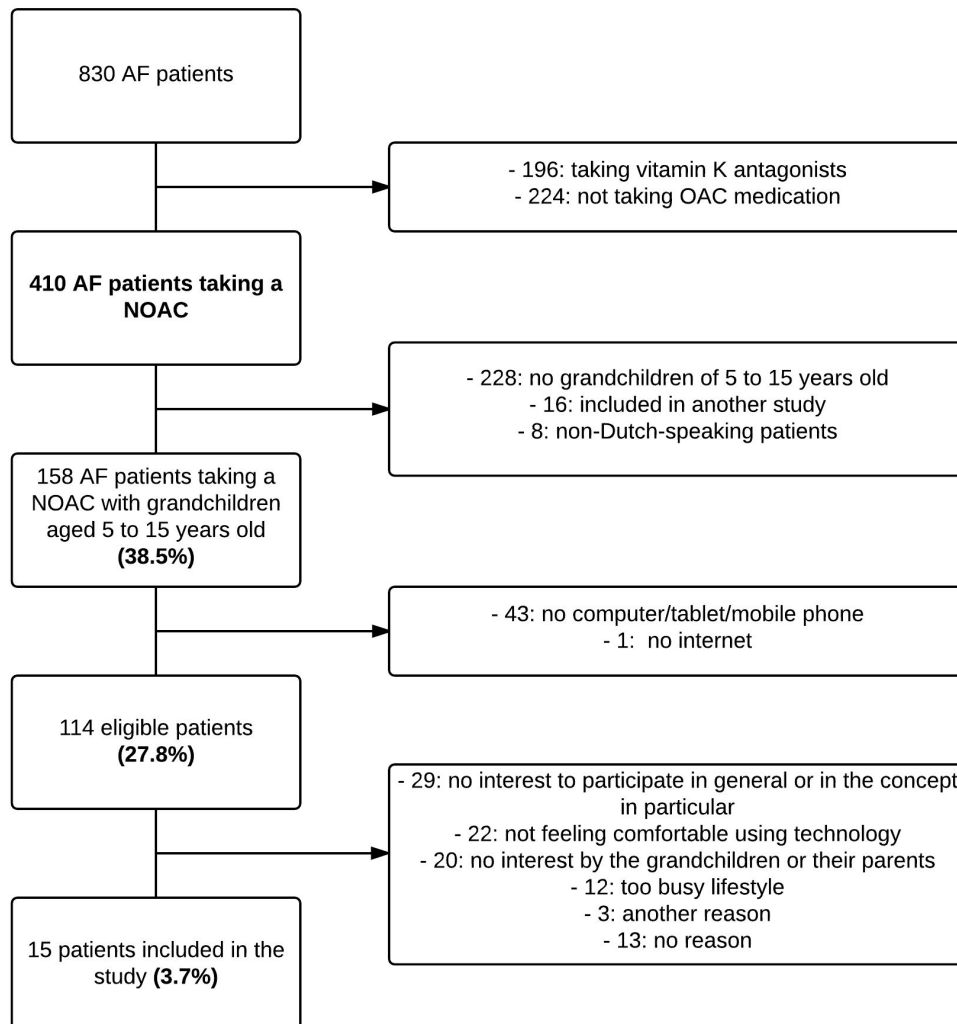 830 AF patients
- 196: taking vitamin K antagonists
- 224: not taking OAC medication
410 AF patients taking a
NOAC
- 228: no grandchildren of 5 to 15 years old
- 16: included in another study
- 8: non-Dutch-speaking patients
158 AF patients taking a
NOAC with grandchildren
aged 5 to 15 years old
(38.5%)
- 43: no computer/tablet/mobile phone
- 1:  no internet
114 eligible patients
(27.8%)
- 29: no interest to participate in general or in the concept
in particular
- 22: not feeling comfortable using technology
- 20: no interest by the grandchildren or their parents
- 12: too busy lifestyle
- 3: another reason
- 13: no reason
15 patients included in the
study (3.7%)